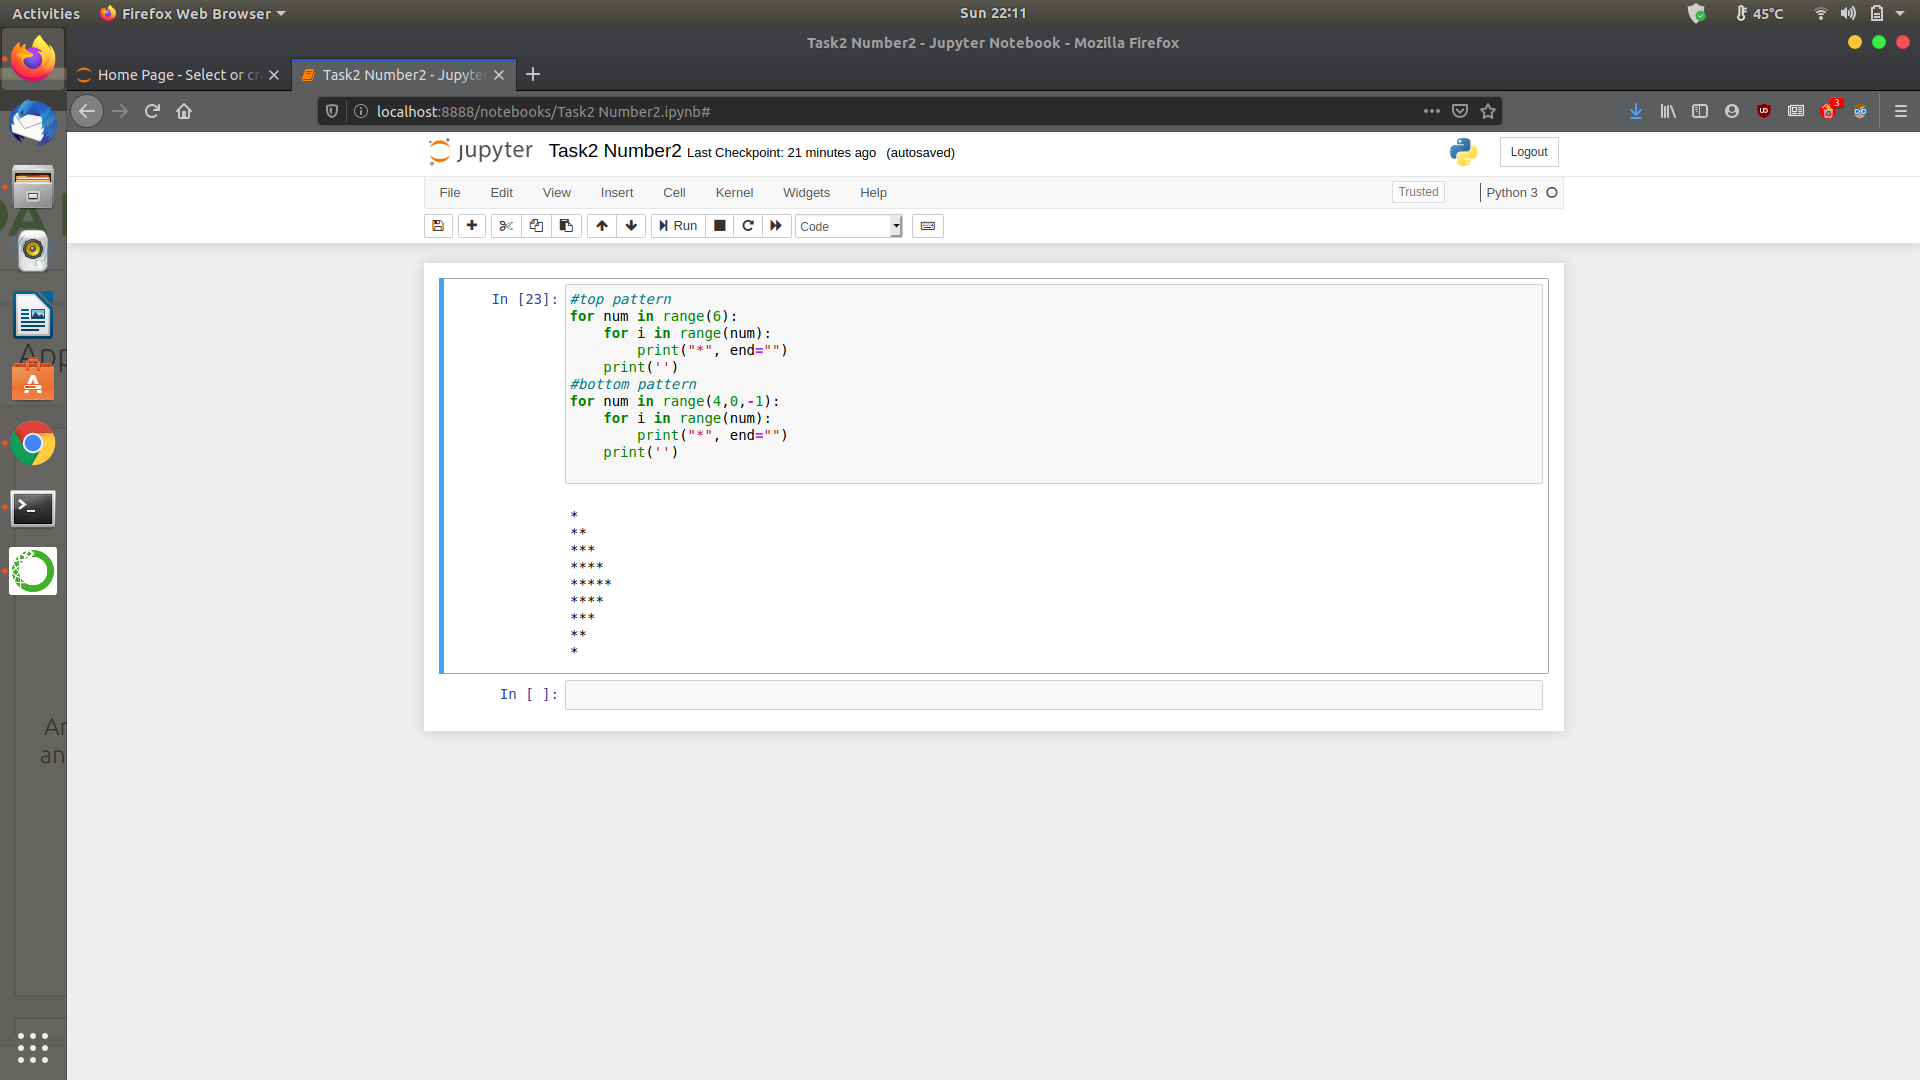 Activities Firefox Web Browser Sun 22:11 45°C
Task2 Number2 - Jupyter Notebook - Mozilla Firefox
Home Page - Select or cr Task2 Number2 - Jupyte
localhost:8888/notebooks/Task2 Number2.ipynb# 3
jupyter Task2 Number2 Last Checkpoint: 21 minutes ago (autosaved) Logout
File Edit View Insert Cell Kernel Widgets Help Trusted Python 3
Run Code
In [23]: #top pattern
for num in range(6):
    for i in range(num):
        print("*", end="")
    print('')
#bottom pattern
for num in range(4,0,-1):
    for i in range(num):
        print("*", end="")
    print('')
*
**
***
****
*****
****
***
**
*
In [ ]:
App
an